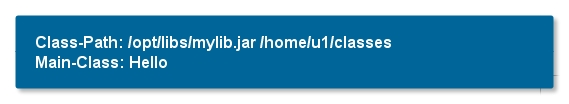 Class-Path: /opt/libs/mylib.jar /home/u1/classes
Main-Class: Hello